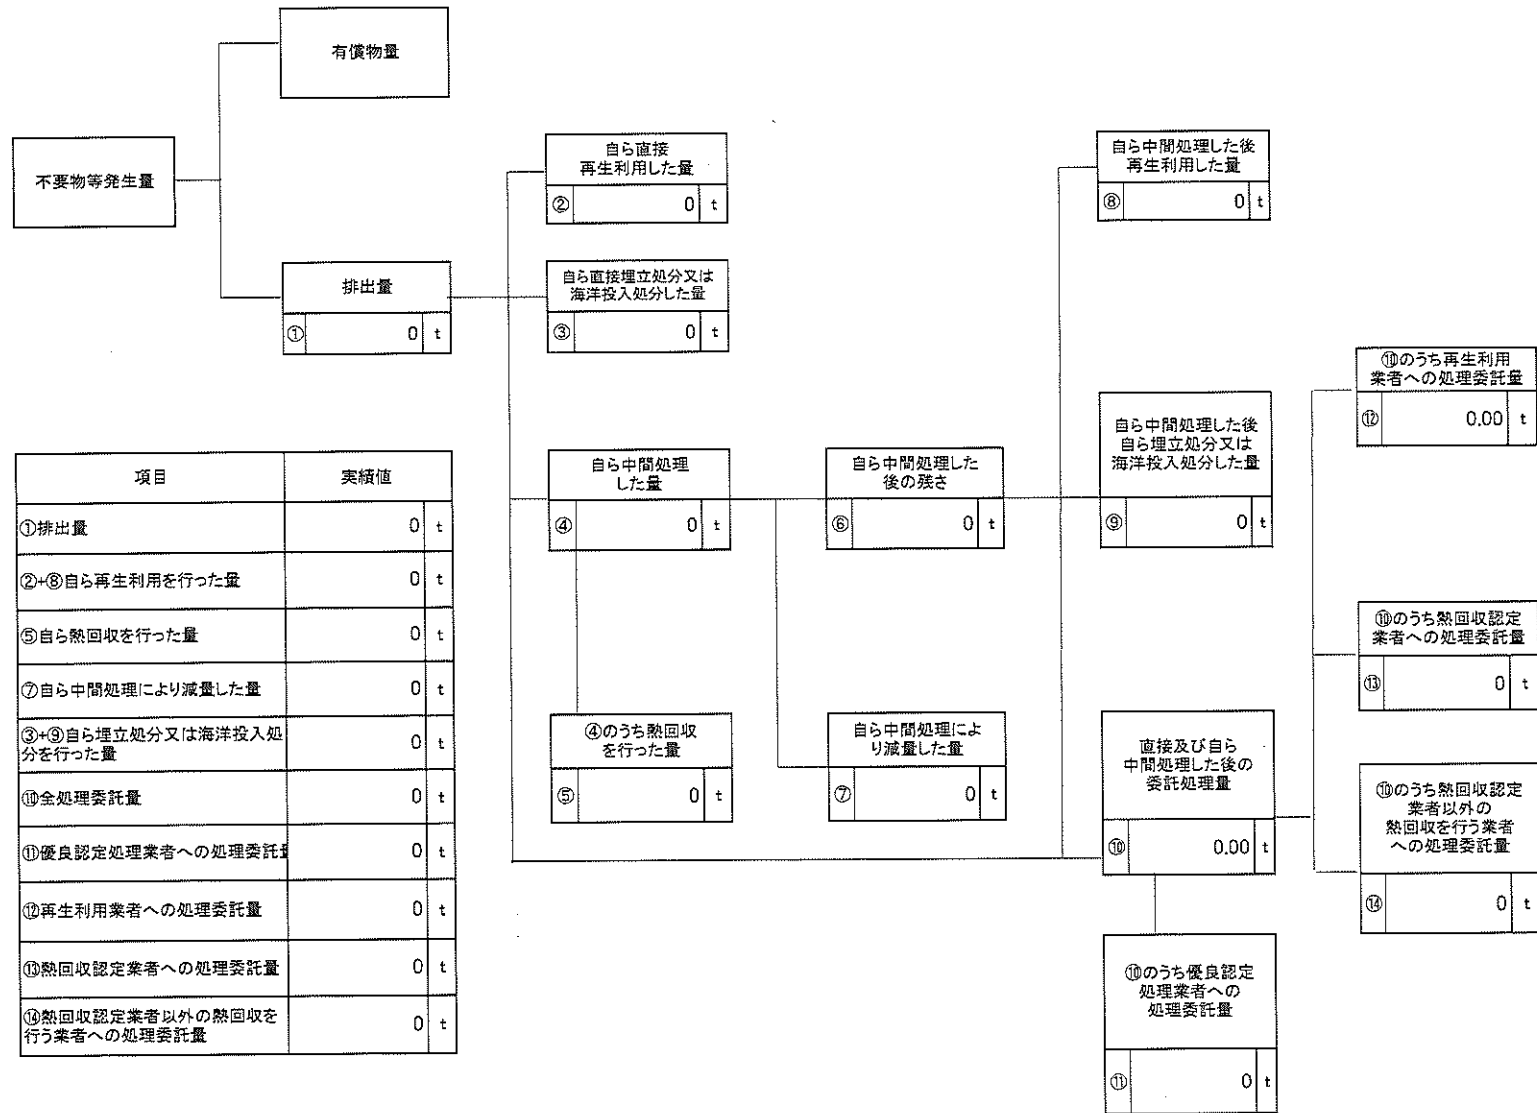 有償物量
不要物等発生量
排出量
① 0 t
自ら直接
再生利用した量
② 0 t
自ら直接埋立処分又は
海洋投入処分した量
③ 0 t
自ら中間処理
した量
④ 0 t
④のうち熱回収
を行った量
⑤ 0 t
自ら中間処理した
後の残さ
⑥ 0 t
自ら中間処理によ
り減量した量
⑦ 0 t
自ら中間処理した後
再生利用した量
⑧ 0 t
自ら中間処理した後
自ら埋立処分又は
海洋投入処分した量
⑨ 0 t
直接及び自ら
中間処理した後の
委託処理量
⑩ 0.00 t
⑩のうち優良認定
処理業者への
処理委託量
⑪ 0 t
⑩のうち再生利用
業者への処理委託量
⑫ 0.00 t
⑩のうち熱回収認定
業者への処理委託量
⑬ 0 t
⑩のうち熱回収認定
業者以外の
熱回収を行う業者
への処理委託量
⑭ 0 t
項目 実績値
①排出量 0 t
②+⑧自ら再生利用を行った量 0 t
⑤自ら熱回収を行った量 0 t
⑦自ら中間処理により減量した量 0 t
③+⑨自ら埋立処分又は海洋投入処
分を行った量 0 t
⑩全処理委託量 0 t
⑪優良認定処理業者への処理委託量 0 t
⑫再生利用業者への処理委託量 0 t
⑬熱回収認定業者への処理委託量 0 t
⑭熱回収認定業者以外の熱回収を
行う業者への処理委託量 0 t